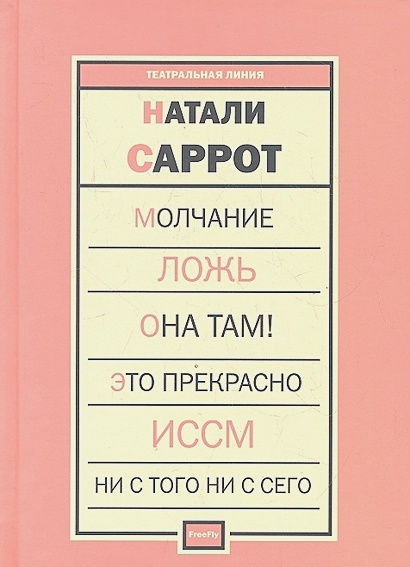 ТЕАТРАЛЬНАЯ ЛИНИЯ
НАТАЛИ
САРРОТ
МОЛЧАНИЕ
ЛОЖЬ
ОНА ТАМ!
ЭТО ПРЕКРАСНО
ИССМ
НИ С ТОГО НИ С СЕГО
FreeFly